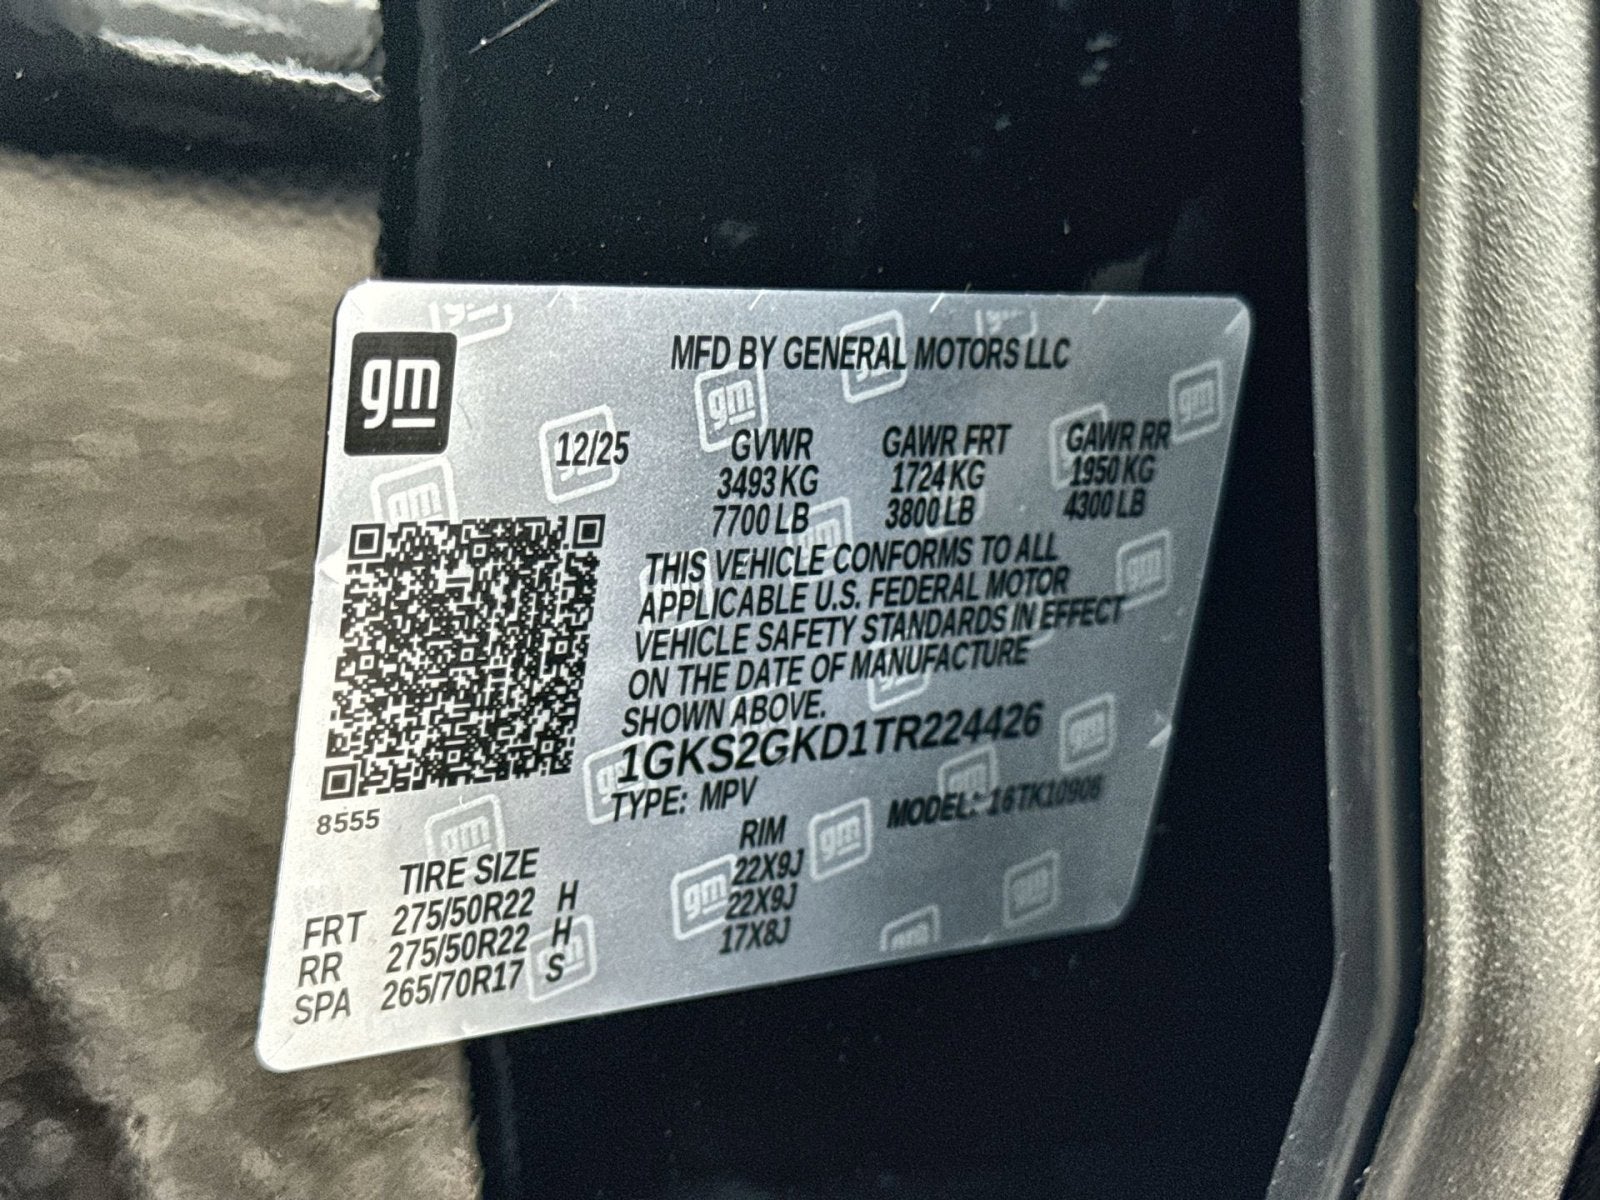 gm
MFD BY GENERAL MOTORS LLC
12/25 GVWR GAWR FRT GAWR RR
3493 KG 1724 KG 1950 KG
7700 LB 3800 LB 4300 LB
THIS VEHICLE CONFORMS TO ALL
APPLICABLE U.S. FEDERAL MOTOR
VEHICLE SAFETY STANDARDS IN EFFECT
ON THE DATE OF MANUFACTURE
SHOWN ABOVE.
1GKS2GKD1TR224426
TYPE: MPV MODEL: 16TK10906
8555
TIRE SIZE RIM
FRT 275/50R22 H 22X9J
RR 275/50R22 H 22X9J
SPA 265/70R17 S 17X8J